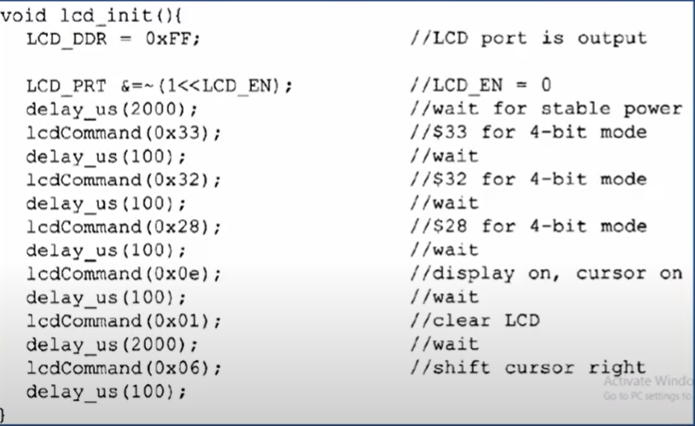 void lcd_init(){
LCD_DDR = 0xFF; //LCD port is output
LCD_PRT &=~(1<<LCD_EN); //LCD_EN = 0
delay_us(2000); //wait for stable power
lcdCommand(0x33); //$33 for 4-bit mode
delay_us(100); //wait
lcdCommand(0x32); //$32 for 4-bit mode
delay_us(100); //wait
lcdCommand(0x28); //$28 for 4-bit mode
delay_us(100); //wait
lcdCommand(0x0e); //display on, cursor on
delay_us(100); //wait
lcdCommand(0x01); //clear LCD
delay_us(2000); //wait
lcdCommand(0x06); //shift cursor right
delay_us(100);
}
Activate Windo
Go to PC settings to